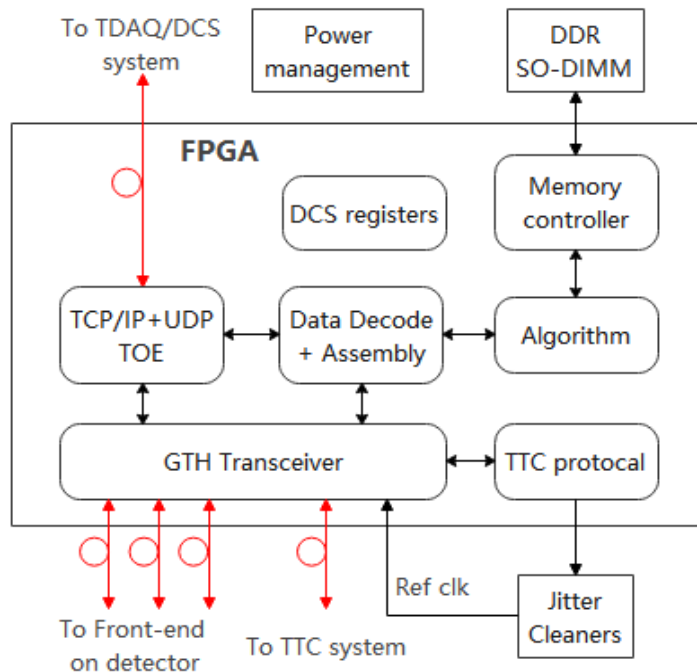 To TDAQ/DCS
system
Power
management
DDR
SO-DIMM
FPGA
DCS registers
Memory
controller
TCP/IP+UDP
TOE
Data Decode
+ Assembly
Algorithm
GTH Transceiver
TTC protocal
Ref clk
Jitter
Cleaners
To Front-end
on detector
To TTC system